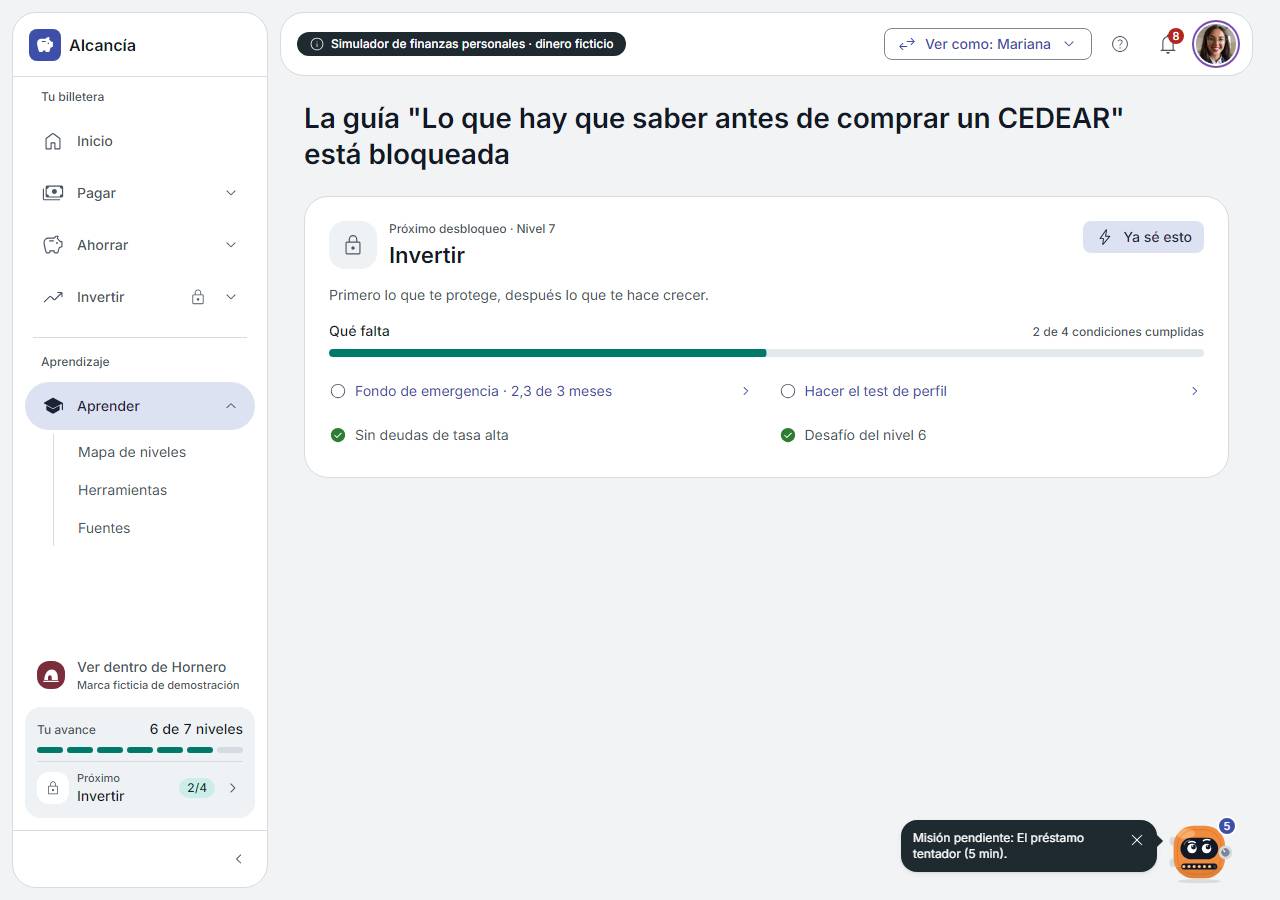 Alcancía
Simulador de finanzas personales · dinero ficticio
Ver como: Mariana
8
Tu billetera
Inicio
Pagar
Ahorrar
Invertir
Aprendizaje
Aprender
Mapa de niveles
Herramientas
Fuentes
Ver dentro de Hornero
Marca ficticia de demostración
Tu avance
6 de 7 niveles
Próximo
Invertir
2/4
La guía "Lo que hay que saber antes de comprar un CEDEAR"
está bloqueada
Próximo desbloqueo · Nivel 7
Invertir
Ya sé esto
Primero lo que te protege, después lo que te hace crecer.
Qué falta
2 de 4 condiciones cumplidas
Fondo de emergencia · 2,3 de 3 meses
Hacer el test de perfil
Sin deudas de tasa alta
Desafío del nivel 6
Misión pendiente: El préstamo
tentador (5 min).
5